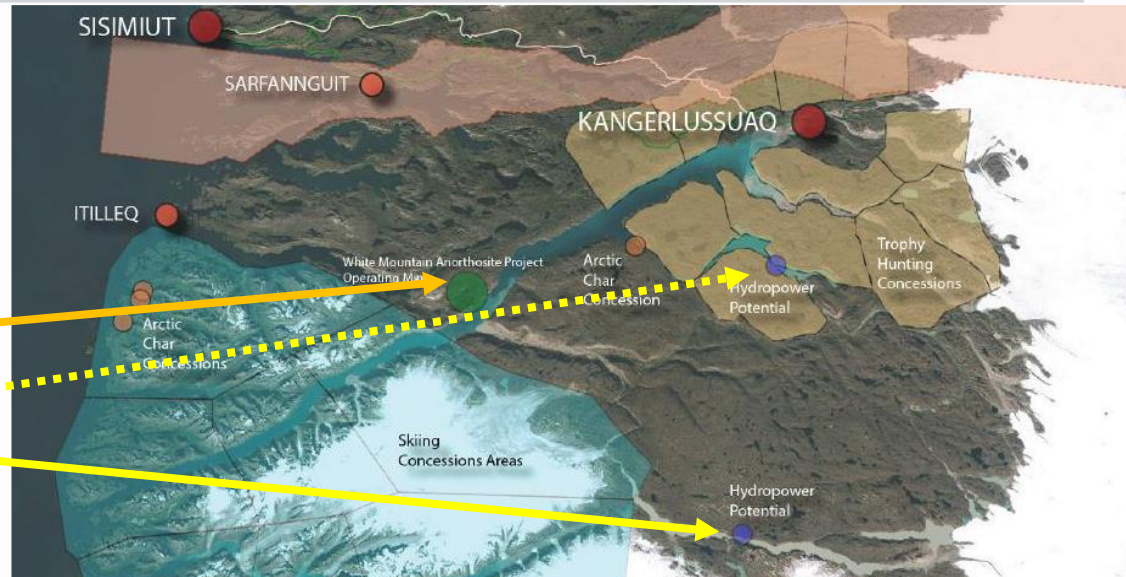 SISIMIUT
SARFANNGUIT
KANGERLUSSUAQ
ITILLEQ
White Mountain Anorthosite Project
Operating
Arctic
Char
Concession
Hydropower
Potential
Trophy
Hunting
Concessions
Arctic
Char
Concessions
Skiing
Concessions Areas
Hydropower
Potential